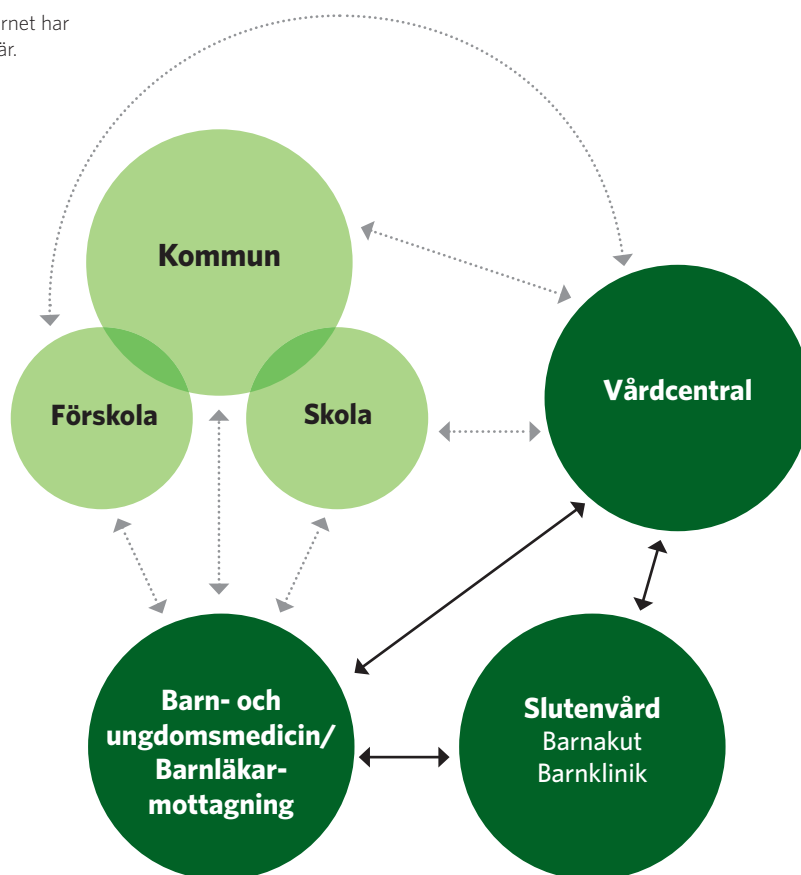 rnet har
är.
Kommun
Förskola
Skola
Vårdcentral
Barn- och
ungdomsmedicin/
Barnläkar-
mottagning
Slutenvård
Barnakut
Barnklinik